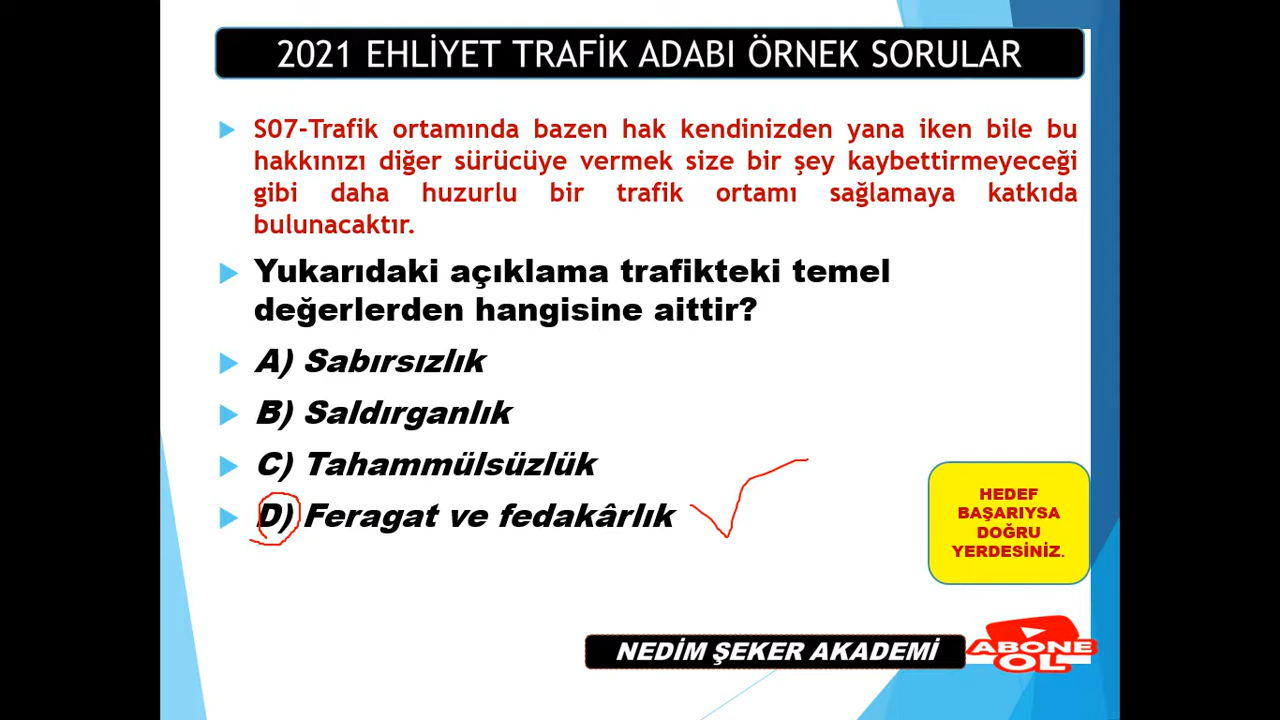 2021 EHLİYET TRAFİK ADABI ÖRNEK SORULAR
S07-Trafik ortamında bazen hak kendinizden yana iken bile bu
hakkınızı diğer sürücüye vermek size bir şey kaybettirmeyeceği
gibi daha huzurlu bir trafik ortamı sağlamaya katkıda
bulunacaktır.
Yukarıdaki açıklama trafikteki temel
değerlerden hangisine aittir?
A) Sabırsızlık
B) Saldırganlık
C) Tahammülsüzlük
D) Feragat ve fedakârlık
HEDEF
BAŞARIYSA
DOĞRU
YERDESİNİZ.
NEDİM ŞEKER AKADEMİ
ABONE
OL